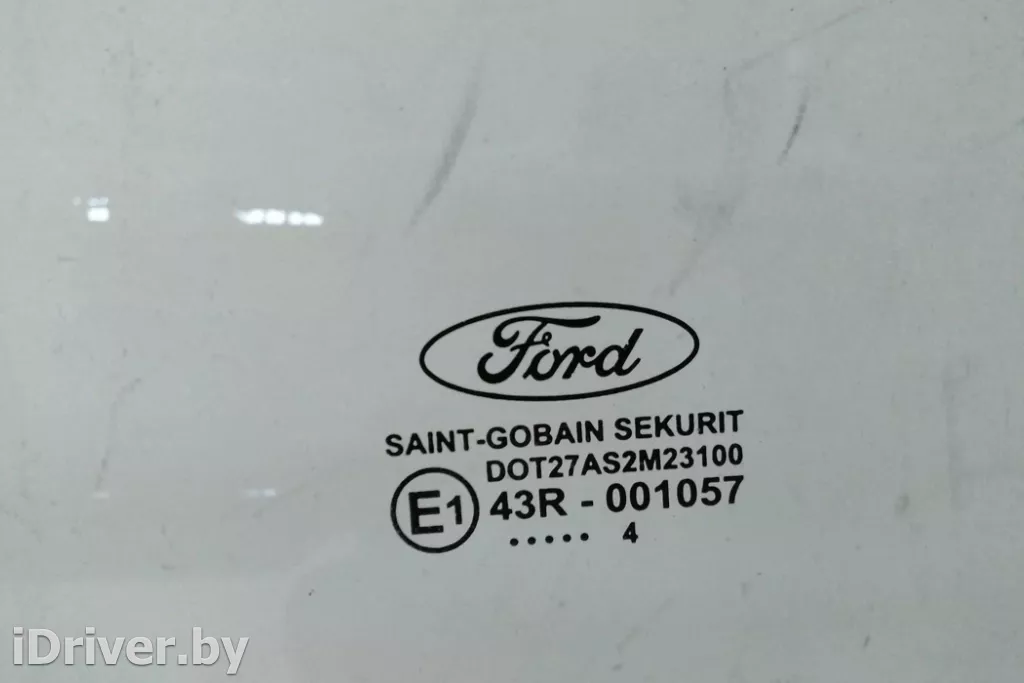 Ford
SAINT-GOBAIN SEKURIT
DOT27AS2M23100
E1 43R - 001057
..... 4
iDriver.by